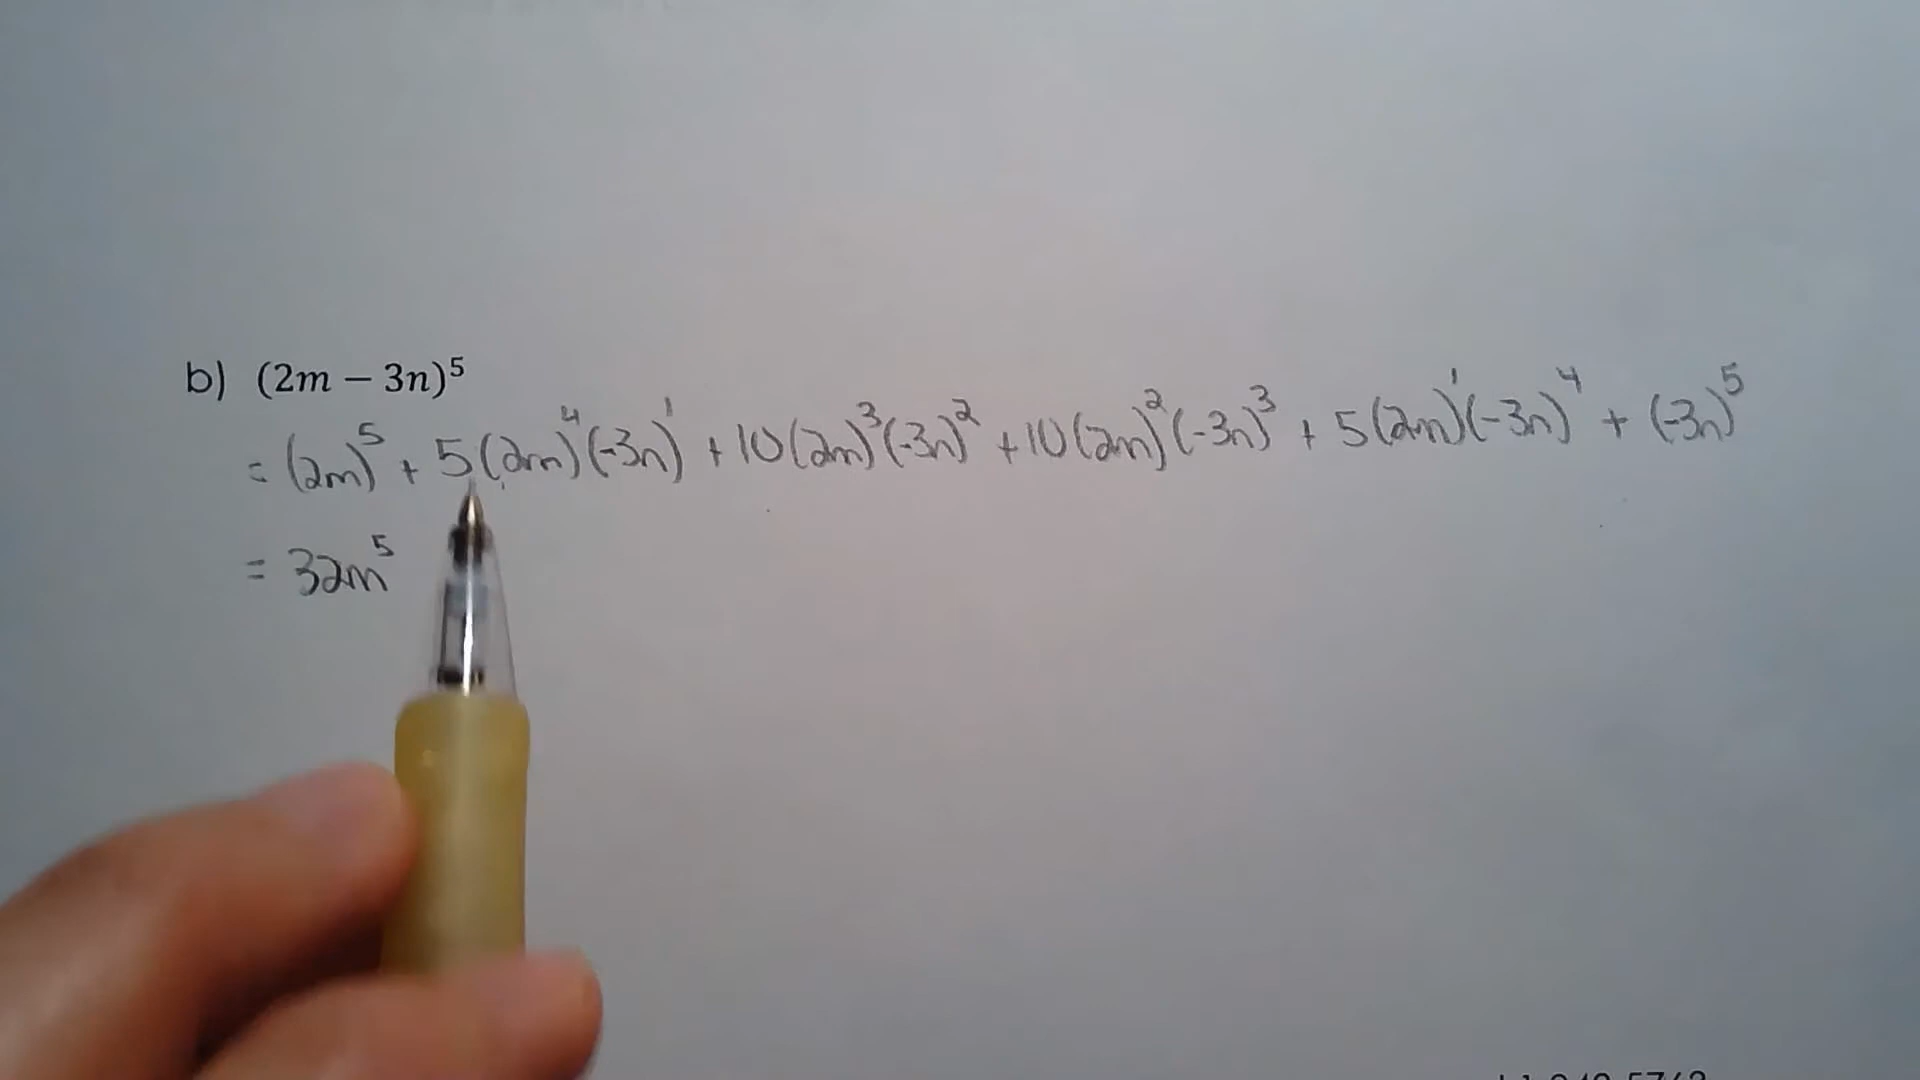 b) (2m − 3n)⁵
= (2m)⁵ + 5(2m)⁴(-3n)¹ + 10(2m)³(-3n)² + 10(2m)²(-3n)³ + 5(2m)¹(-3n)⁴ + (-3n)⁵
= 32m⁵